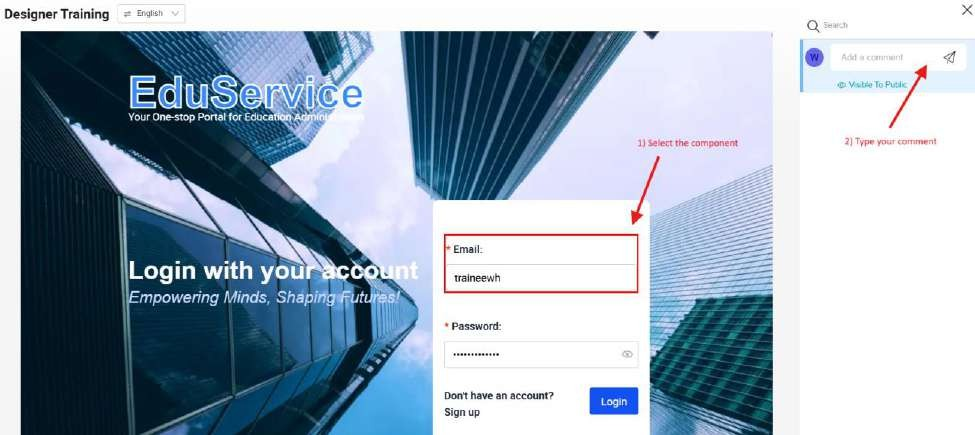 Designer Training
English
Search
W
Add a comment
Visible To Public
2) Type your comment
EduService
Your One-stop Portal for Education Administration
1) Select the component
* Email:
traineewh
Login with your account
Empowering Minds, Shaping Futures!
* Password:
•••••••••••••
Don't have an account?
Sign up
Login